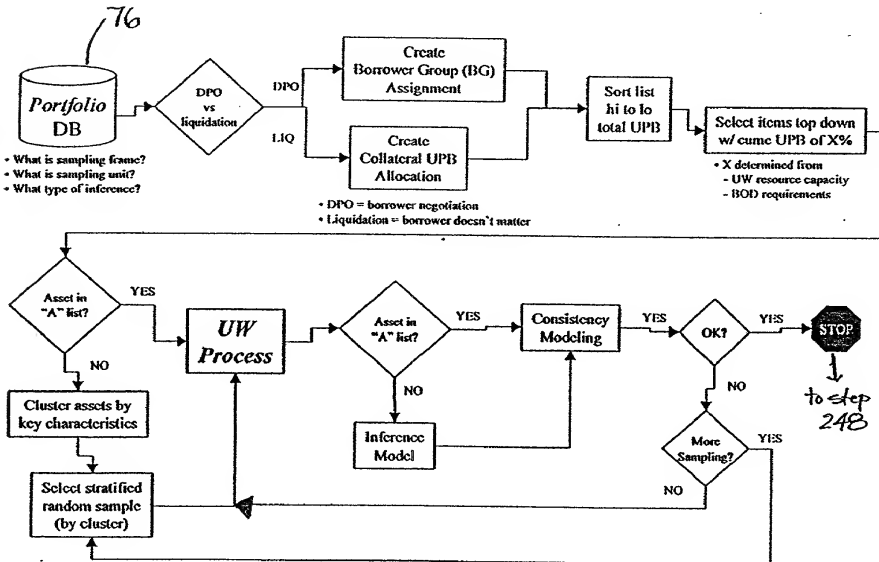 76
Portfolio
DB
• What is sampling frame?
• What is sampling unit?
• What type of inference?
DPO
vs
liquidation
DPO
LIQ
Create
Borrower Group (BG)
Assignment
Create
Collateral UPB
Allocation
• DPO = borrower negotiation
• Liquidation = borrower doesn't matter
Sort list
hi to lo
total UPB
Select items top down
w/ cume UPB of X%
• X determined from
- UW resource capacity
- BOD requirements
Asset in
"A" list?
YES
NO
Cluster assets by
key characteristics
Select stratified
random sample
(by cluster)
UW
Process
Asset in
"A" list?
YES
NO
Inference
Model
Consistency
Modeling
YES
OK?
YES
NO
STOP
to step
248
More
Sampling?
YES
NO